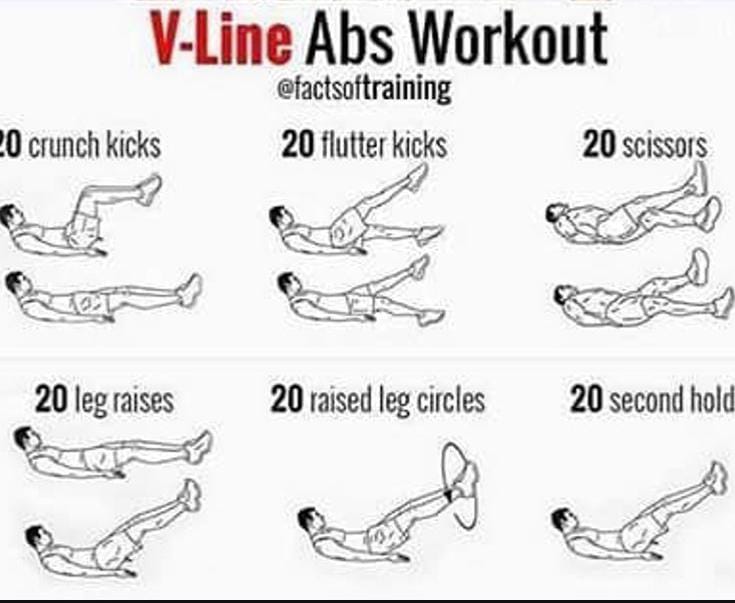 V-Line Abs Workout
@factsoftraining
20 crunch kicks
20 flutter kicks
20 scissors
20 leg raises
20 raised leg circles
20 second hold